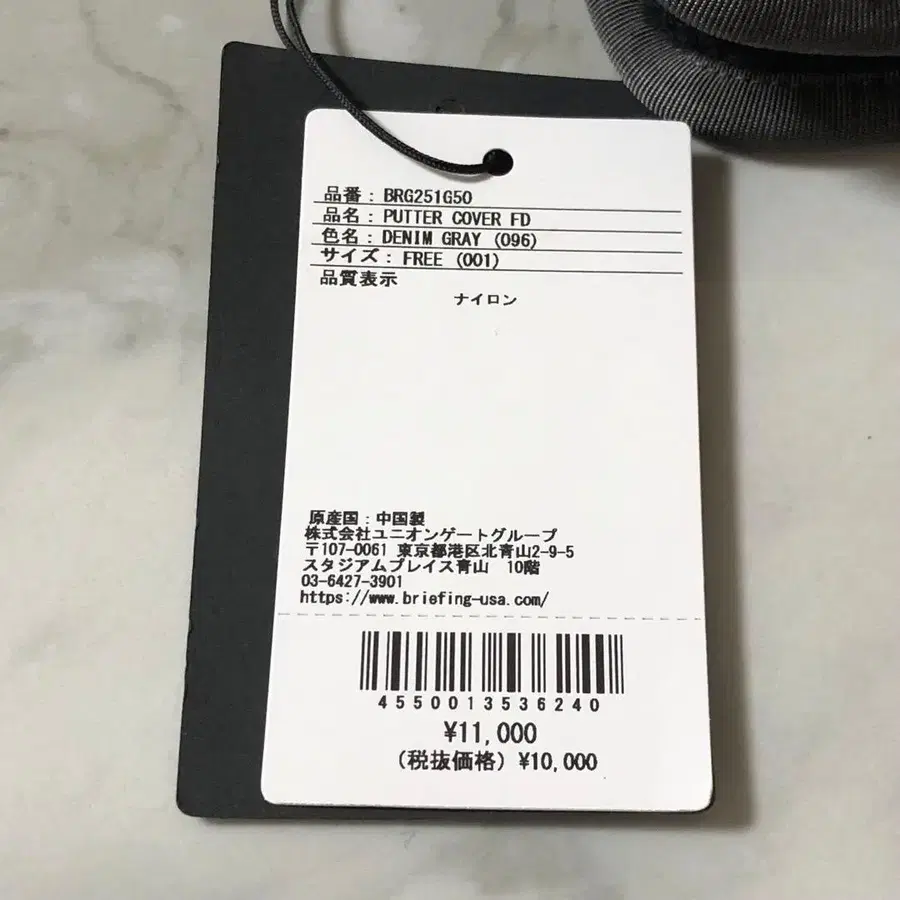 品番 : BRG251G50
品名 : PUTTER COVER FD
色名 : DENIM GRAY (096)
サイズ : FREE (001)
品質表示
ナイロン
原産国 : 中国製
株式会社ユニオンゲートグループ
〒107-0061 東京都港区北青山2-9-5
スタジアムプレイス青山 10階
03-6427-3901
https://www.briefing-usa.com/
4550013536240
¥11,000
(税抜価格) ¥10,000